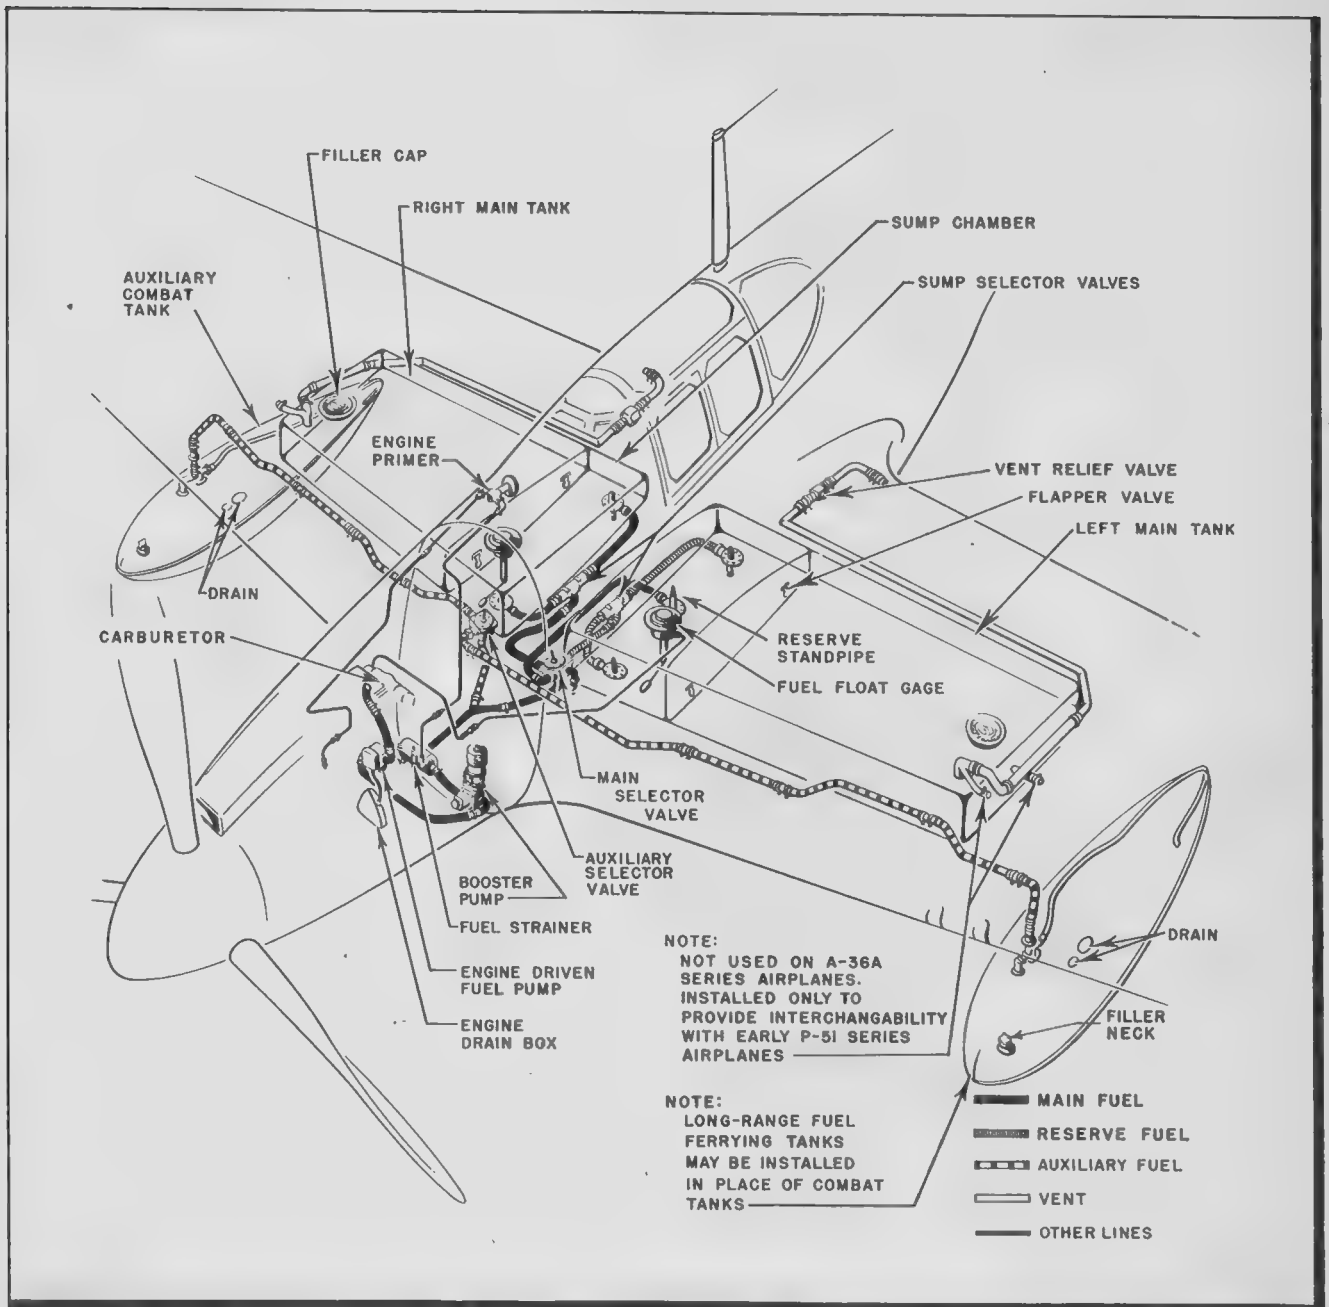 FILLER CAP
RIGHT MAIN TANK
SUMP CHAMBER
AUXILIARY
COMBAT
TANK
SUMP SELECTOR VALVES
ENGINE
PRIMER
VENT RELIEF VALVE
FLAPPER VALVE
LEFT MAIN TANK
DRAIN
CARBURETOR
RESERVE
STANDPIPE
FUEL FLOAT GAGE
MAIN
SELECTOR
VALVE
AUXILIARY
SELECTOR
VALVE
BOOSTER
PUMP
FUEL STRAINER
ENGINE DRIVEN
FUEL PUMP
ENGINE
DRAIN BOX
NOTE:
NOT USED ON A-36A
SERIES AIRPLANES.
INSTALLED ONLY TO
PROVIDE INTERCHANGABILITY
WITH EARLY P-51 SERIES
AIRPLANES
DRAIN
FILLER
NECK
NOTE:
LONG-RANGE FUEL
FERRYING TANKS
MAY BE INSTALLED
IN PLACE OF COMBAT
TANKS
MAIN FUEL
RESERVE FUEL
AUXILIARY FUEL
VENT
OTHER LINES